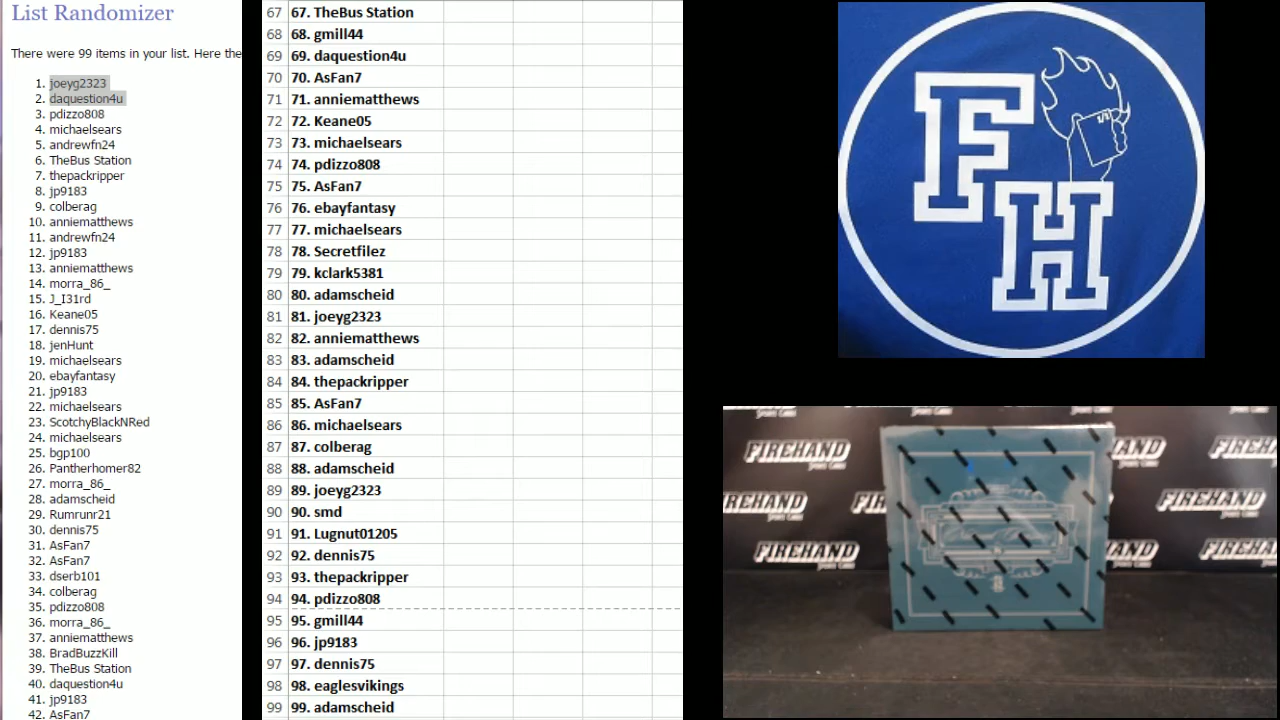 List Randomizer
There were 99 items in your list. Here the
1. joeyg2323
2. daquestion4u
3. pdizzo808
4. michaelsears
5. andrewfn24
6. TheBus Station
7. thepackripper
8. jp9183
9. colberag
10. anniematthews
11. andrewfn24
12. jp9183
13. anniematthews
14. morra_86_
15. J_I31rd
16. Keane05
17. dennis75
18. jenHunt
19. michaelsears
20. ebayfantasy
21. jp9183
22. michaelsears
23. ScotchyBlackNRed
24. michaelsears
25. bgp100
26. Pantherhomer82
27. morra_86_
28. adamscheid
29. Rumrunr21
30. dennis75
31. AsFan7
32. AsFan7
33. dserb101
34. colberag
35. pdizzo808
36. morra_86_
37. anniematthews
38. BradBuzzKill
39. TheBus Station
40. daquestion4u
41. jp9183
42. AsFan7
67 67. TheBus Station
68 68. gmill44
69 69. daquestion4u
70 70. AsFan7
71 71. anniematthews
72 72. Keane05
73 73. michaelsears
74 74. pdizzo808
75 75. AsFan7
76 76. ebayfantasy
77 77. michaelsears
78 78. Secretfilez
79 79. kclark5381
80 80. adamscheid
81 81. joeyg2323
82 82. anniematthews
83 83. adamscheid
84 84. thepackripper
85 85. AsFan7
86 86. michaelsears
87 87. colberag
88 88. adamscheid
89 89. joeyg2323
90 90. smd
91 91. Lugnut01205
92 92. dennis75
93 93. thepackripper
94 94. pdizzo808
95 95. gmill44
96 96. jp9183
97 97. dennis75
98 98. eaglesvikings
99 99. adamscheid
FH
FIREHAND
FIREHAND
FIREHAND
FIREHAND